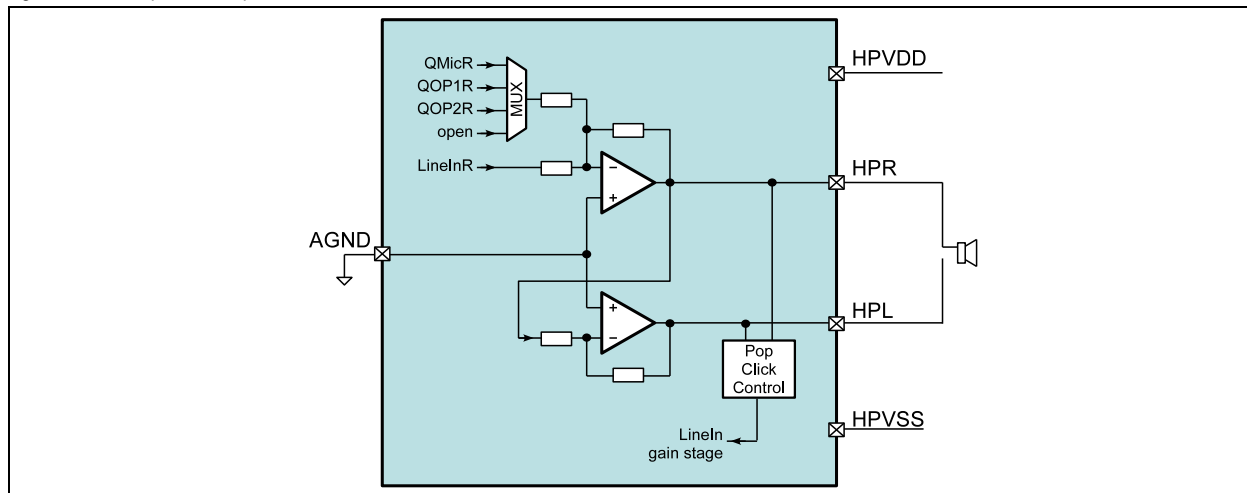 QMicR
QOP1R
QOP2R
open
MUX
LineInR
−
+
AGND
+
−
HPVDD
HPR
HPL
Pop
Click
Control
LineIn
gain stage
HPVSS